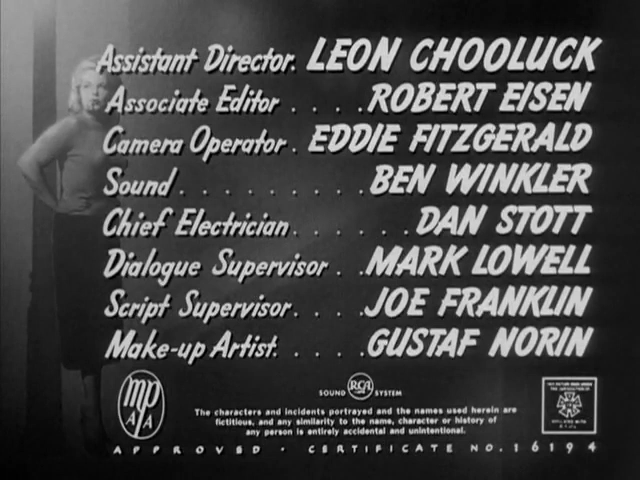 Assistant Director. LEON CHOOLUCK
Associate Editor . . . . ROBERT EISEN
Camera Operator . EDDIE FITZGERALD
Sound . . . . . . . . . BEN WINKLER
Chief Electrician . . . . . . DAN STOTT
Dialogue Supervisor . . MARK LOWELL
Script Supervisor . . . . JOE FRANKLIN
Make-up Artist . . . . . GUSTAF NORIN
MPAA
SOUND RCA SYSTEM
The characters and incidents portrayed and the names used herein are
fictitious, and any similarity to the name, character or history of
any person is entirely accidental and unintentional.
APPROVED · CERTIFICATE NO. 16194